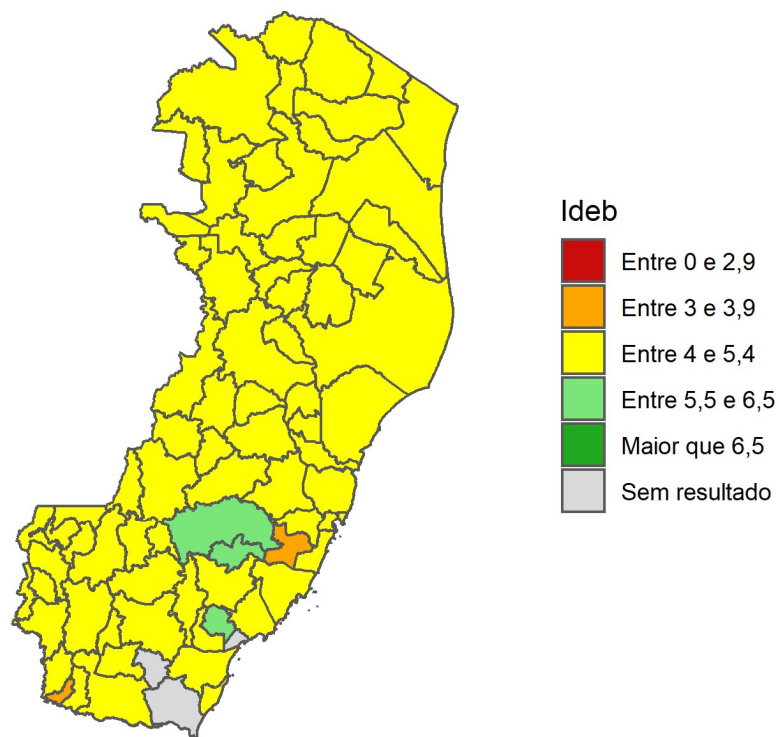 Ideb
Entre 0 e 2,9
Entre 3 e 3,9
Entre 4 e 5,4
Entre 5,5 e 6,5
Maior que 6,5
Sem resultado